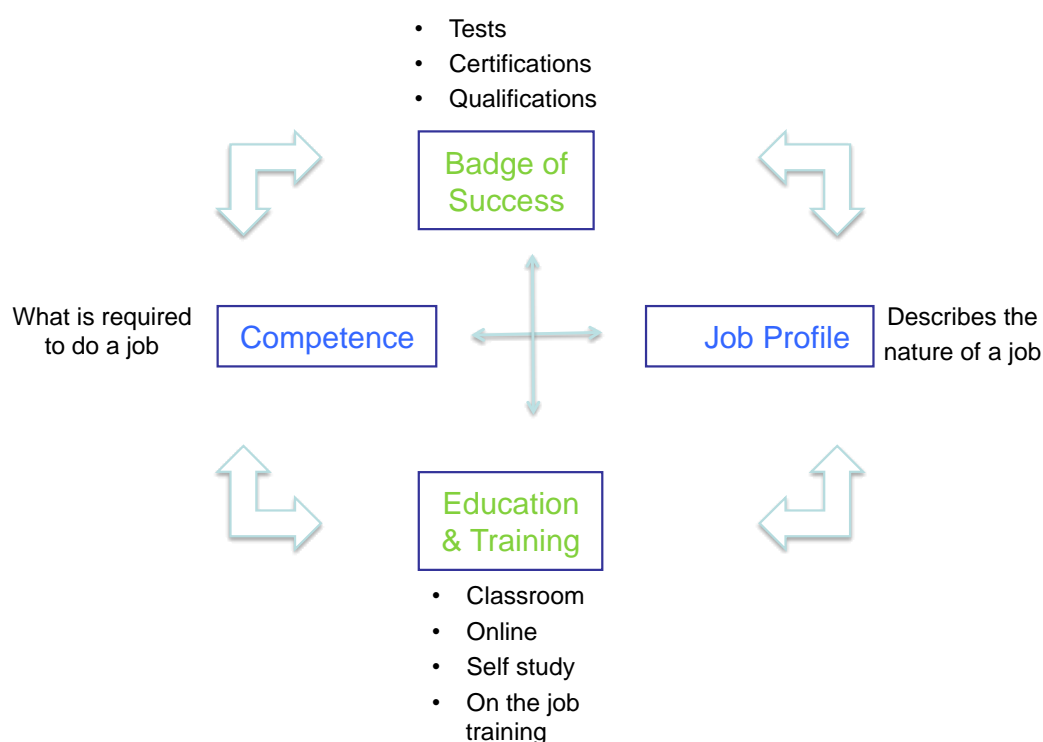 • Tests
• Certifications
• Qualifications
Badge of
Success
What is required
to do a job
Competence
Job Profile
Describes the
nature of a job
Education
& Training
• Classroom
• Online
• Self study
• On the job
training